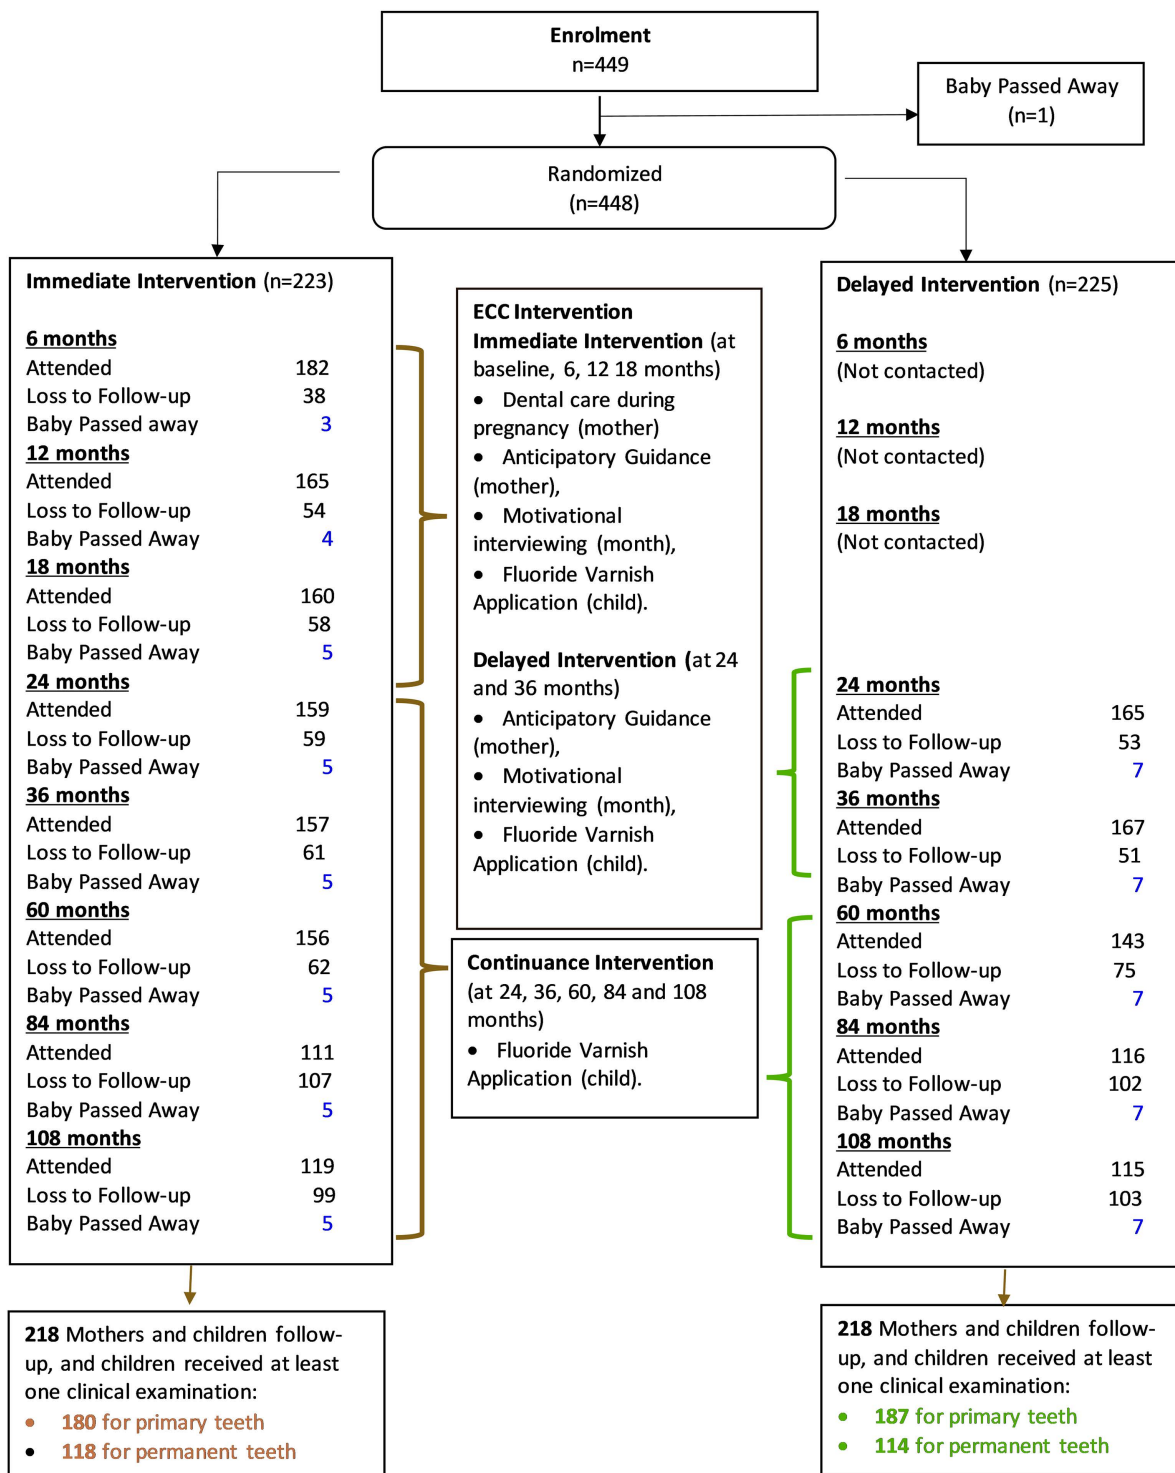 Enrolment
n=449
Baby Passed Away
(n=1)
Randomized
(n=448)
Immediate Intervention (n=223)
6 months
Attended 182
Loss to Follow-up 38
Baby Passed away 3
12 months
Attended 165
Loss to Follow-up 54
Baby Passed Away 4
18 months
Attended 160
Loss to Follow-up 58
Baby Passed Away 5
24 months
Attended 159
Loss to Follow-up 59
Baby Passed Away 5
36 months
Attended 157
Loss to Follow-up 61
Baby Passed Away 5
60 months
Attended 156
Loss to Follow-up 62
Baby Passed Away 5
84 months
Attended 111
Loss to Follow-up 107
Baby Passed Away 5
108 months
Attended 119
Loss to Follow-up 99
Baby Passed Away 5
ECC Intervention
Immediate Intervention (at
baseline, 6, 12 18 months)
• Dental care during
pregnancy (mother)
• Anticipatory Guidance
(mother),
• Motivational
interviewing (month),
• Fluoride Varnish
Application (child).
Delayed Intervention (at 24
and 36 months)
• Anticipatory Guidance
(mother),
• Motivational
interviewing (month),
• Fluoride Varnish
Application (child).
Continuance Intervention
(at 24, 36, 60, 84 and 108
months)
• Fluoride Varnish
Application (child).
Delayed Intervention (n=225)
6 months
(Not contacted)
12 months
(Not contacted)
18 months
(Not contacted)
24 months
Attended 165
Loss to Follow-up 53
Baby Passed Away 7
36 months
Attended 167
Loss to Follow-up 51
Baby Passed Away 7
60 months
Attended 143
Loss to Follow-up 75
Baby Passed Away 7
84 months
Attended 116
Loss to Follow-up 102
Baby Passed Away 7
108 months
Attended 115
Loss to Follow-up 103
Baby Passed Away 7
218 Mothers and children follow-
up, and children received at least
one clinical examination:
• 180 for primary teeth
• 118 for permanent teeth
218 Mothers and children follow-
up, and children received at least
one clinical examination:
• 187 for primary teeth
• 114 for permanent teeth